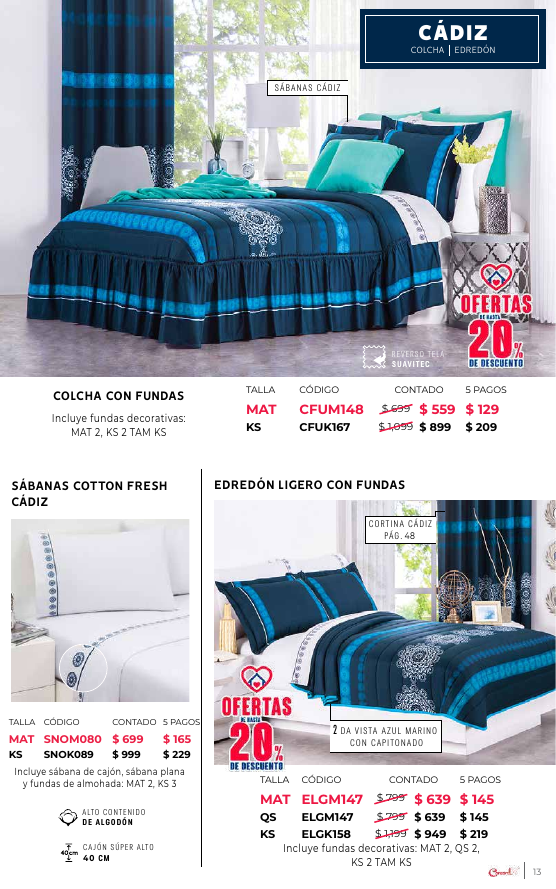 CÁDIZ
COLCHA | EDREDÓN
SÁBANAS CÁDIZ
OFERTAS
DE HASTA
20%
DE DESCUENTO
REVERSO TELA
SUAVITEC
COLCHA CON FUNDAS
Incluye fundas decorativas:
MAT 2, KS 2 TAM KS
TALLA CÓDIGO CONTADO 5 PAGOS
MAT CFUM148 $ 699 $ 559 $ 129
KS CFUK167 $ 1,099 $ 899 $ 209
SÁBANAS COTTON FRESH
CÁDIZ
TALLA CÓDIGO CONTADO 5 PAGOS
MAT SNOM080 $ 699 $ 165
KS SNOK089 $ 999 $ 229
Incluye sábana de cajón, sábana plana
y fundas de almohada: MAT 2, KS 3
ALTO CONTENIDO
DE ALGODÓN
40cm
CAJÓN SÚPER ALTO
40 CM
EDREDÓN LIGERO CON FUNDAS
CORTINA CÁDIZ
PÁG. 48
OFERTAS
DE HASTA
20%
DE DESCUENTO
2 DA VISTA AZUL MARINO
CON CAPITONADO
TALLA CÓDIGO CONTADO 5 PAGOS
MAT ELGM147 $ 799 $ 639 $ 145
QS ELGM147 $ 799 $ 639 $ 145
KS ELGK158 $ 1,199 $ 949 $ 219
Incluye fundas decorativas: MAT 2, QS 2,
KS 2 TAM KS
Concord
13